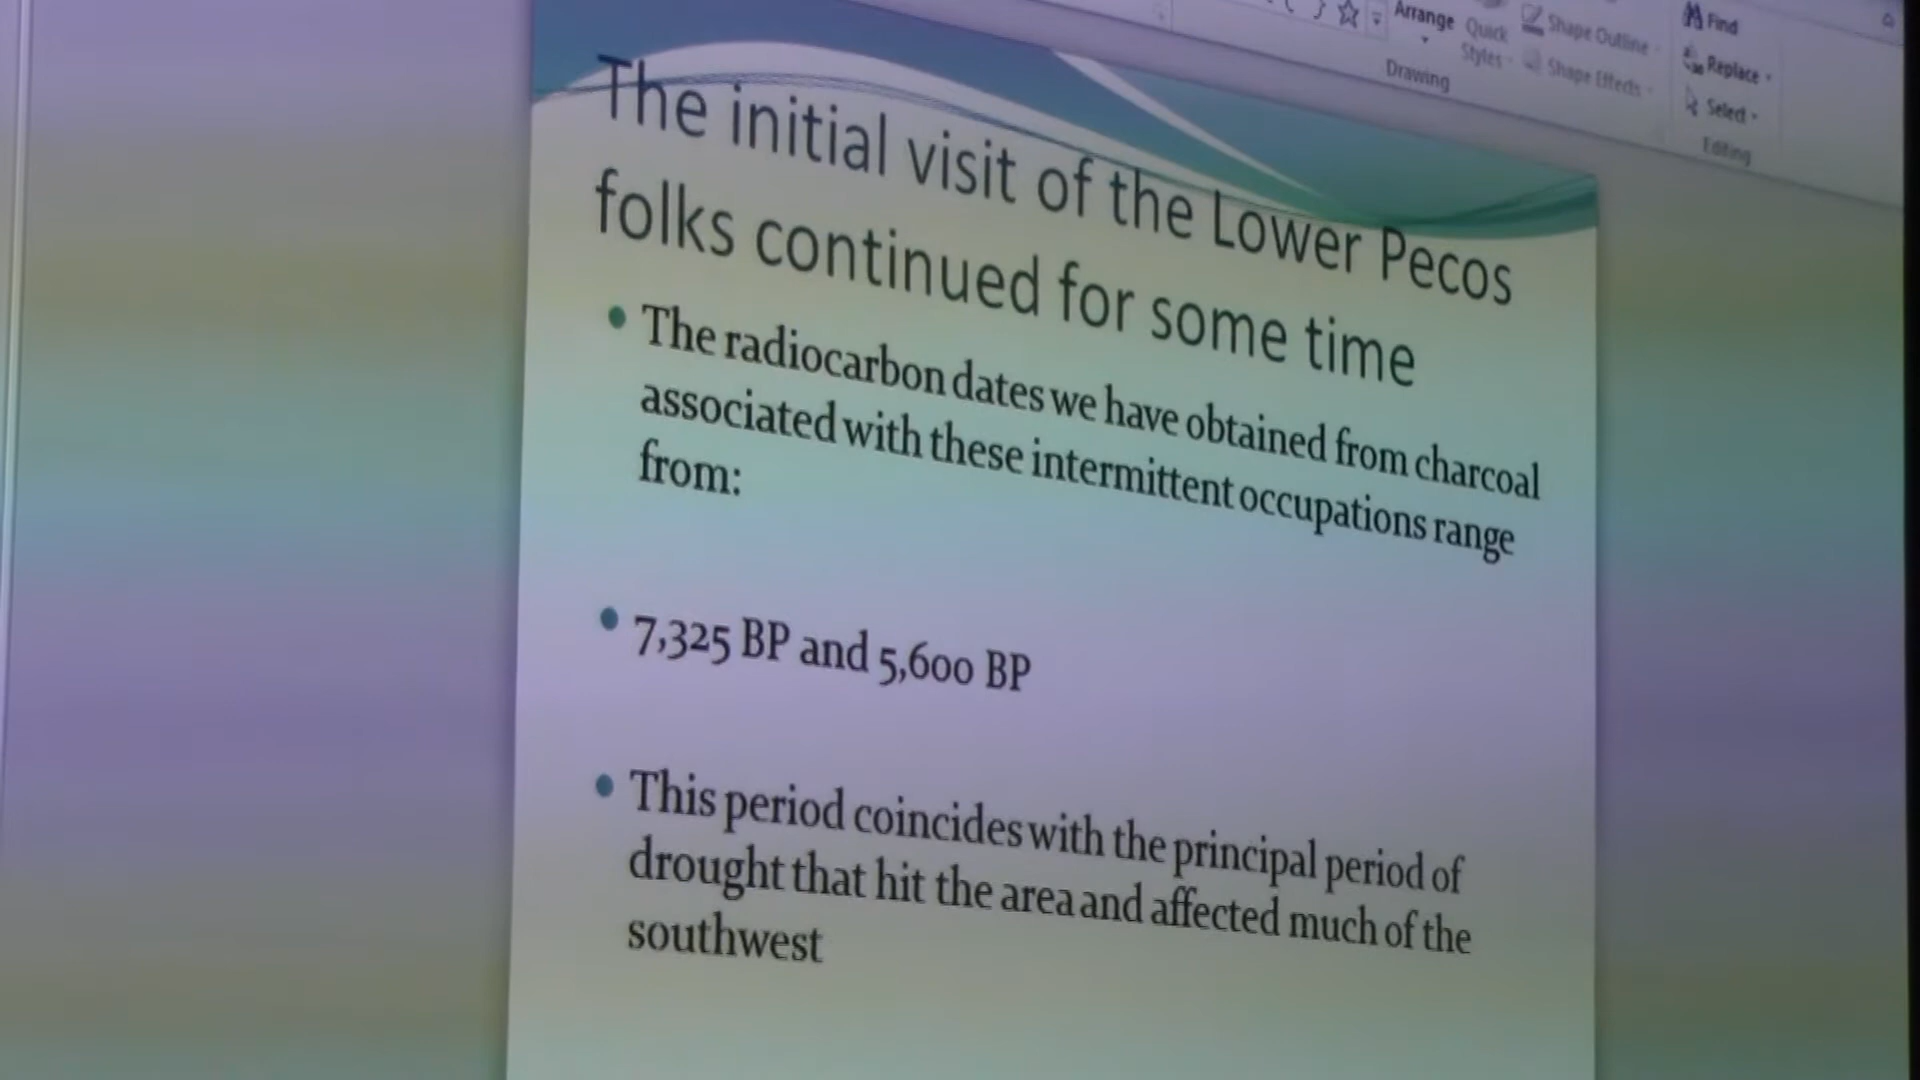 Arrange
Quick
Styles
Shape Outline
Shape Effects
Drawing
Find
Replace
Select
Editing
The initial visit of the Lower Pecos
folks continued for some time
• The radiocarbon dates we have obtained from charcoal
associated with these intermittent occupations range
from:
• 7,325 BP and 5,600 BP
• This period coincides with the principal period of
drought that hit the area and affected much of the
southwest